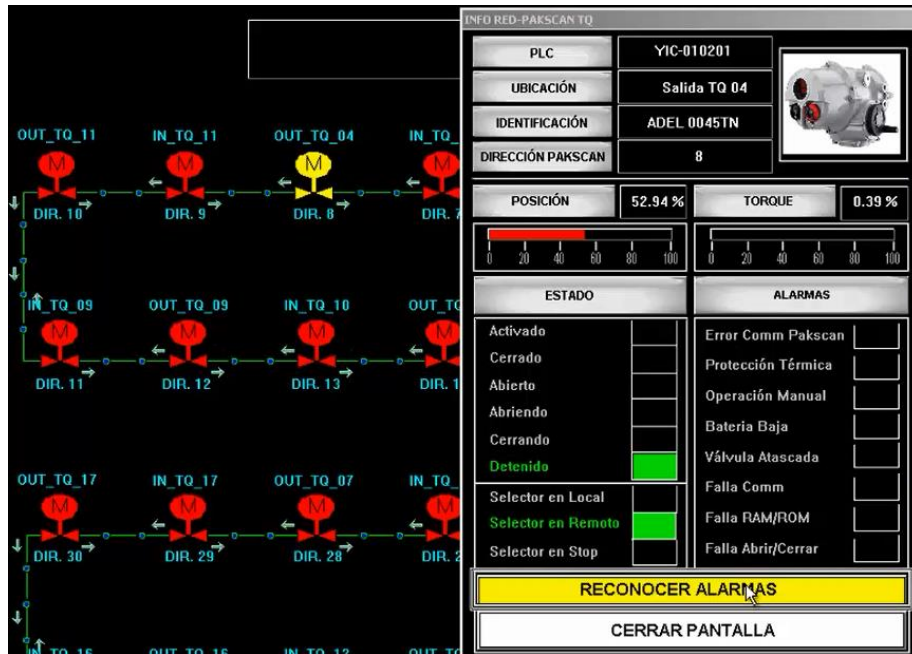 INFO RED-PAKSCAN TQ
PLC YIC-010201
UBICACIÓN Salida TQ 04
IDENTIFICACIÓN ADEL 0045TN
DIRECCIÓN PAKSCAN 8
POSICIÓN 52.94 % TORQUE 0.39 %
0 20 40 60 80 100 0 20 40 60 80 100
ESTADO ALARMAS
Activado
Cerrado
Abierto
Abriendo
Cerrando
Detenido
Selector en Local
Selector en Remoto
Selector en Stop
Error Comm Pakscan
Protección Térmica
Operación Manual
Bateria Baja
Válvula Atascada
Falla Comm
Falla RAM/ROM
Falla Abrir/Cerrar
RECONOCER ALARMAS
CERRAR PANTALLA
OUT_TQ_11 IN_TQ_11 OUT_TQ_04 IN_TQ_
M M M M
DIR. 10 DIR. 9 DIR. 8 DIR. 7
IN_TQ_09 OUT_TQ_09 IN_TQ_10 OUT_TQ
M M M M
DIR. 11 DIR. 12 DIR. 13 DIR. 1
OUT_TQ_17 IN_TQ_17 OUT_TQ_07 IN_TQ_
M M M M
DIR. 30 DIR. 29 DIR. 28 DIR. 2